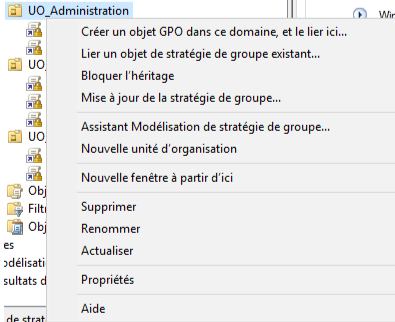 UO_Administration
Win
Créer un objet GPO dans ce domaine, et le lier ici...
Lier un objet de stratégie de groupe existant...
UO_
Bloquer l'héritage
Mise à jour de la stratégie de groupe...
Assistant Modélisation de stratégie de groupe...
UO_
Nouvelle unité d'organisation
Nouvelle fenêtre à partir d'ici
Obj
Supprimer
Filtr
Renommer
Obj
es
Actualiser
odélisati
Propriétés
sultats d
Aide
de straté